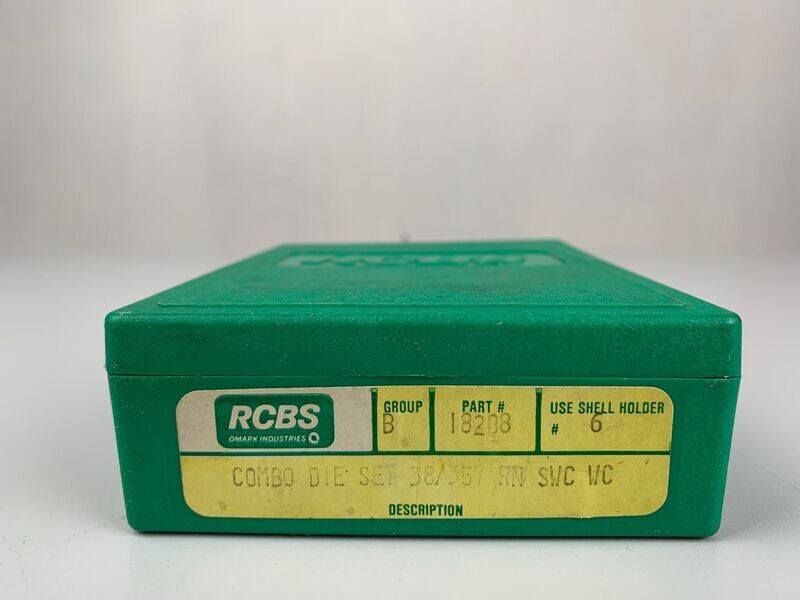 RCBS
OMARK INDUSTRIES
GROUP
B
PART #
18208
USE SHELL HOLDER
# 6
COMBO DIE SET 38/357 RN SWC WC
DESCRIPTION